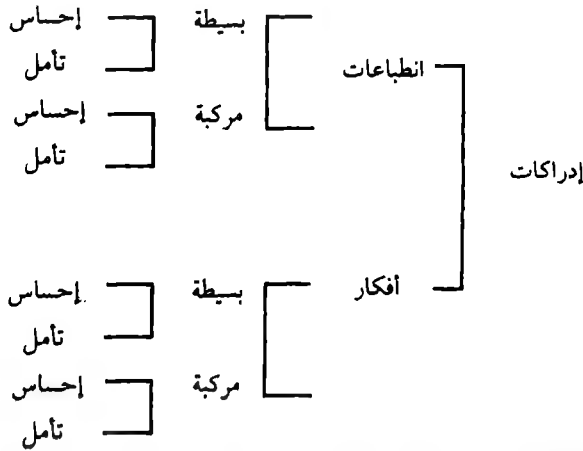 بسيطة إحساس
انطباعات تأمل
مركبة إحساس
إدراكات تأمل
أفكار بسيطة إحساس
تأمل
مركبة إحساس
تأمل